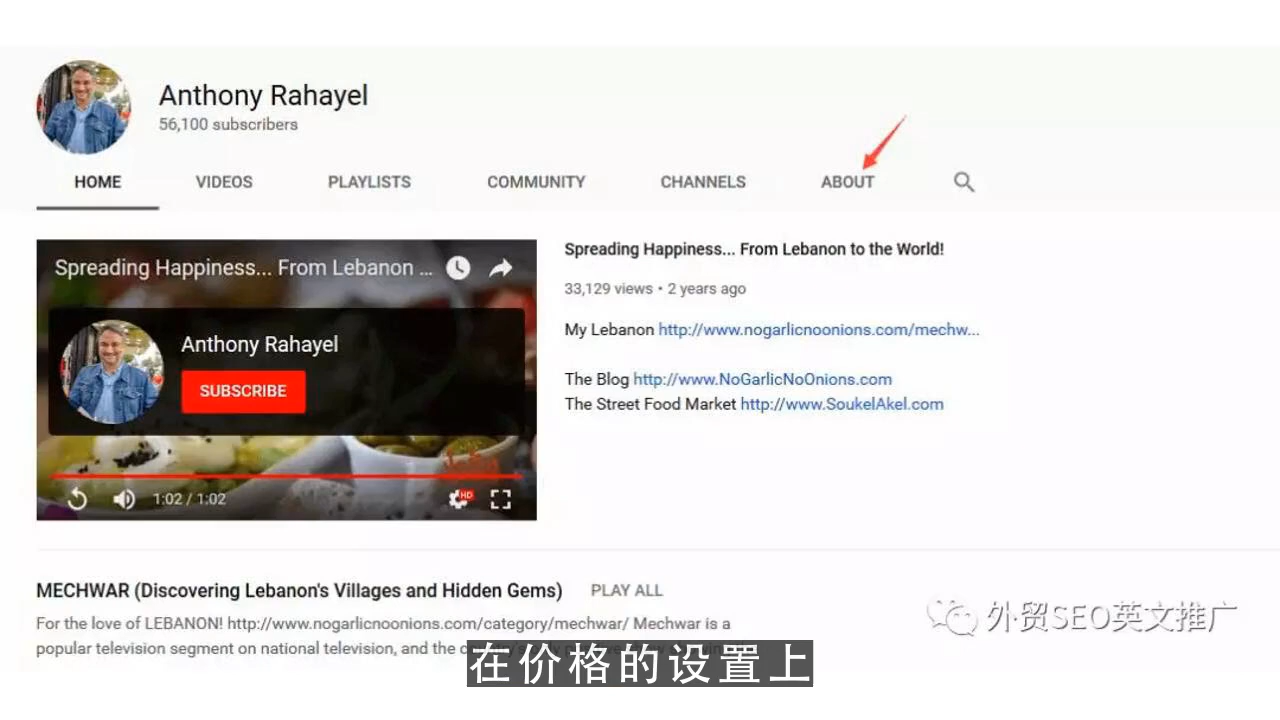 Anthony Rahayel
56,100 subscribers
HOME VIDEOS PLAYLISTS COMMUNITY CHANNELS ABOUT
Spreading Happiness... From Lebanon ...
Anthony Rahayel
SUBSCRIBE
1:02 / 1:02
HD
Spreading Happiness... From Lebanon to the World!
33,129 views • 2 years ago
My Lebanon http://www.nogarlicnoonions.com/mechw...
The Blog http://www.NoGarlicNoOnions.com
The Street Food Market http://www.SoukelAkel.com
MECHWAR (Discovering Lebanon's Villages and Hidden Gems) PLAY ALL
For the love of LEBANON! http://www.nogarlicnoonions.com/category/mechwar/ Mechwar is a
popular television segment on national television, and the
外贸SEO英文推广
在价格的设置上